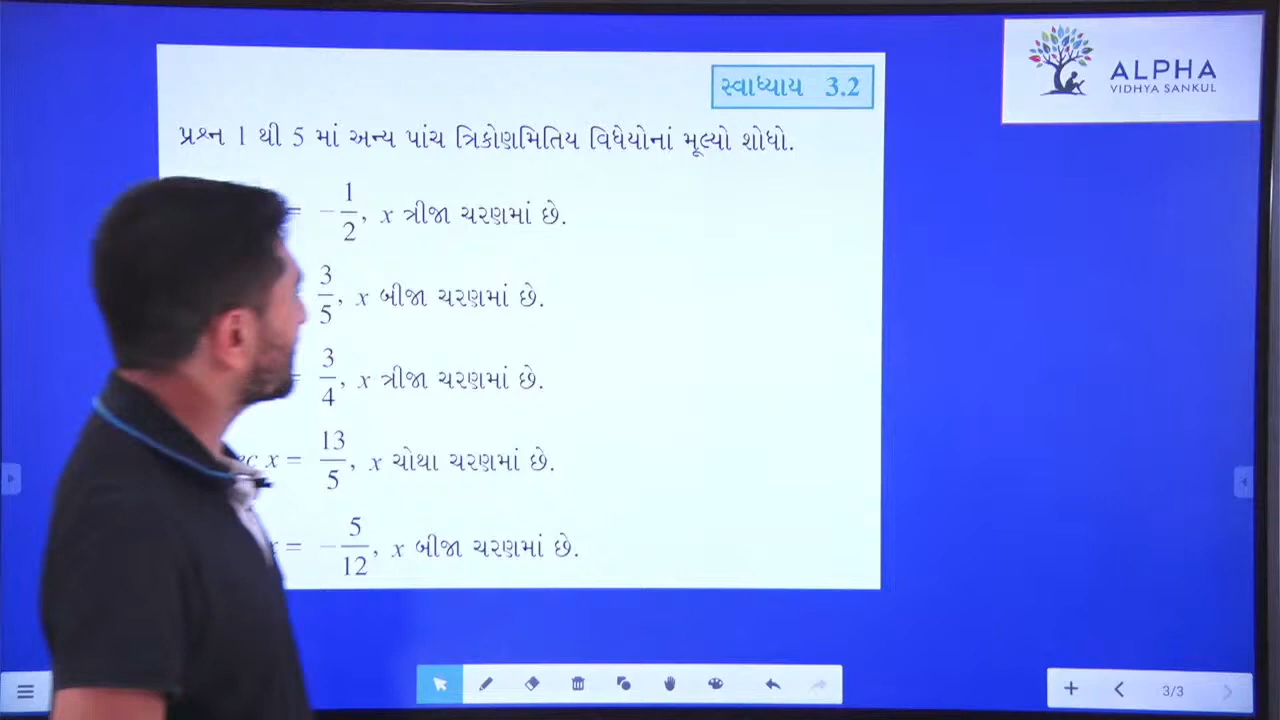 ALPHA
VIDHYA SANKUL
સ્વાધ્યાય 3.2
પ્રશ્ન 1 થી 5 માં અન્ય પાંચ ત્રિકોણમિતિય વિધેયોનાં મૂલ્યો શોધો.
= -1/2, x ત્રીજા ચરણમાં છે.
3/5, x બીજા ચરણમાં છે.
= 3/4, x ત્રીજા ચરણમાં છે.
x = 13/5, x ચોથા ચરણમાં છે.
x = -5/12, x બીજા ચરણમાં છે.
3/3